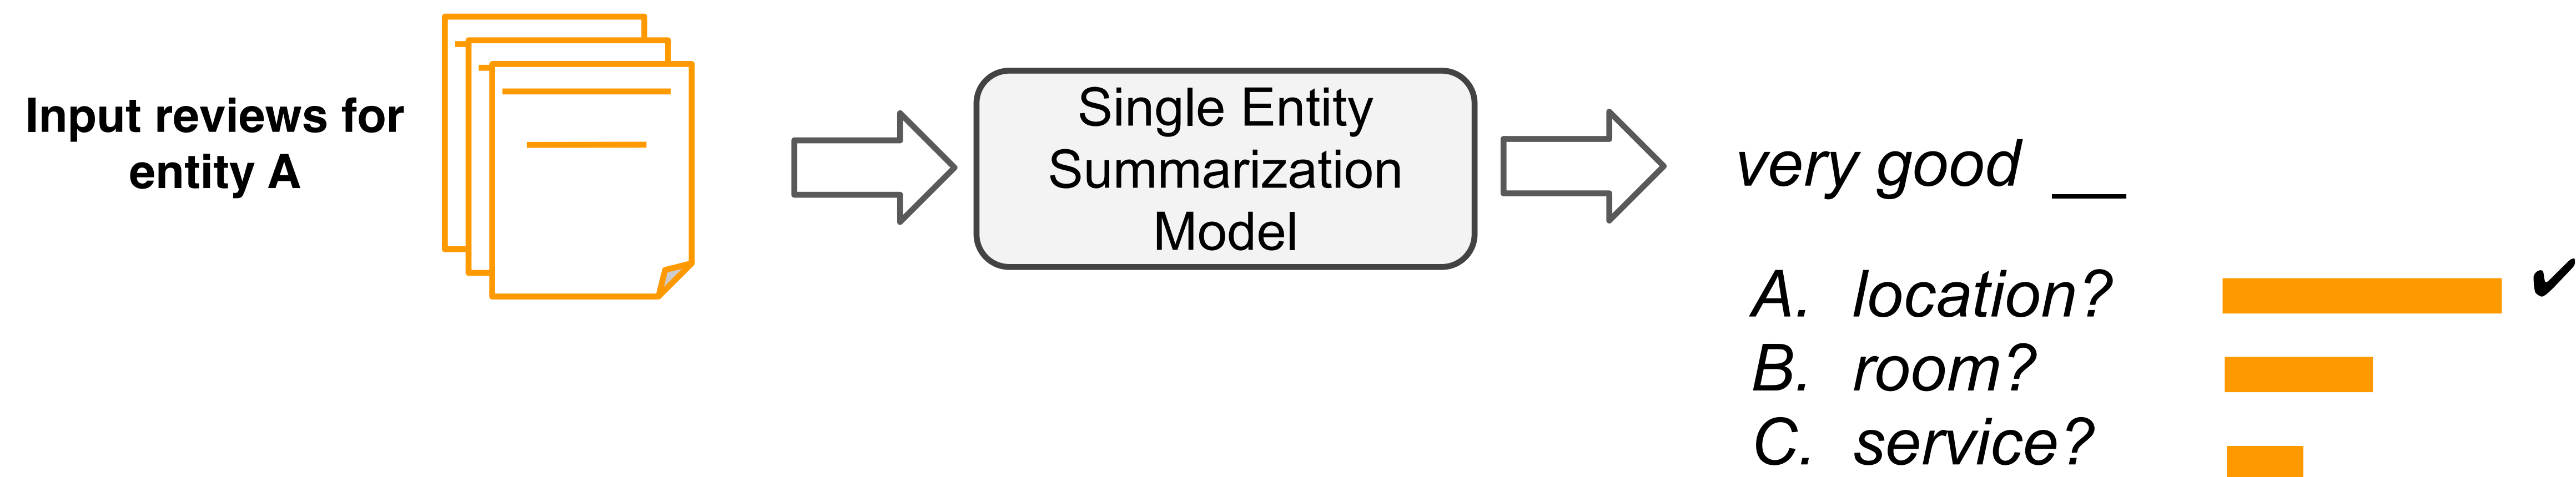 Input reviews for
entity A
Single Entity
Summarization
Model
very good __
A. location?
B. room?
C. service?